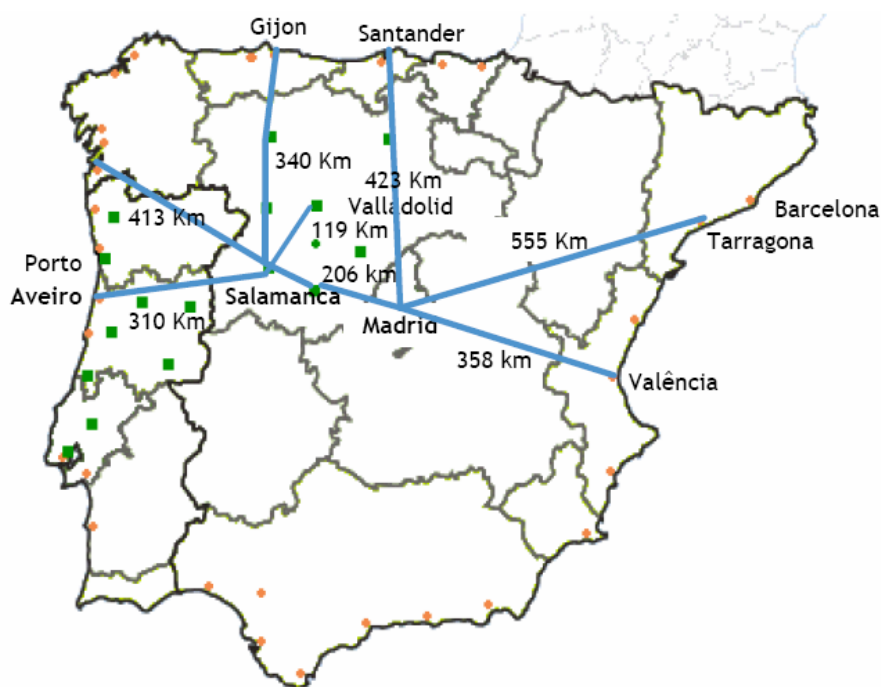 Gijon
Santander
340 Km
423 Km
Valladolid
413 Km
119 Km
Barcelona
555 Km
Tarragona
Porto
206 km
Aveiro
Salamanca
310 Km
Madrid
358 km
Valência